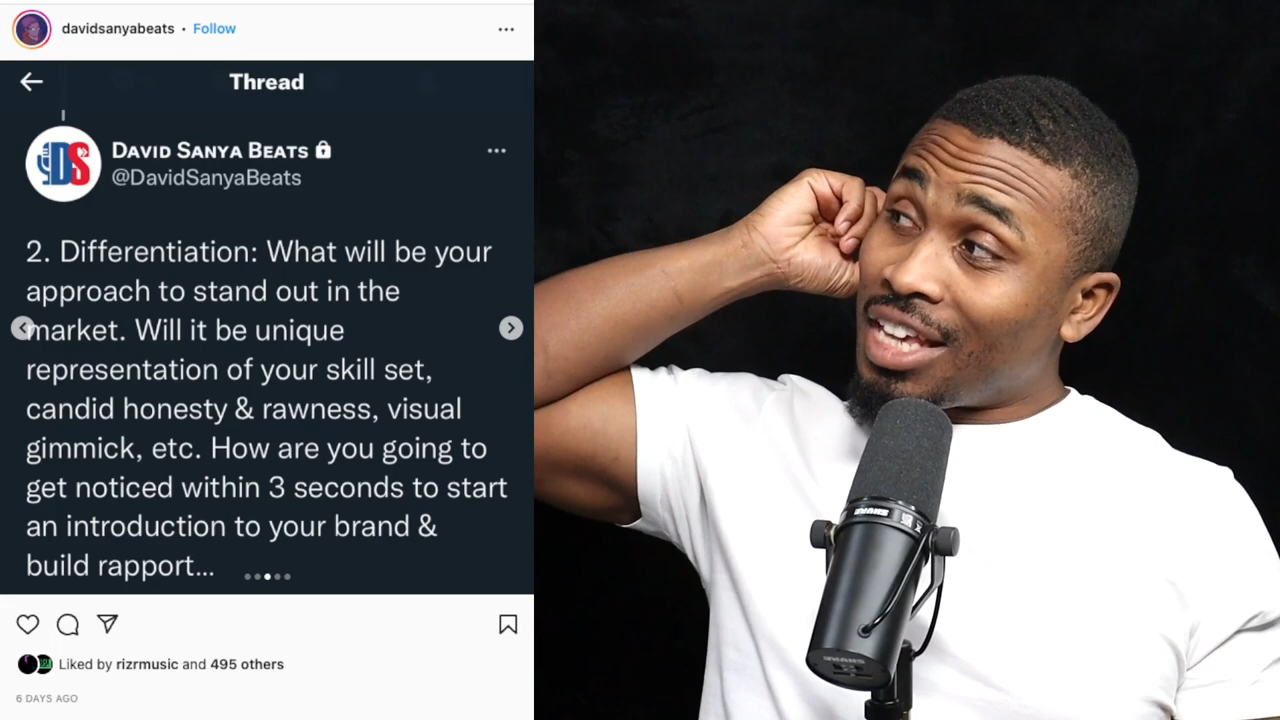 davidsanyabeats • Follow
Thread
DS
DAVID SANYA BEATS
@DavidSanyaBeats
2. Differentiation: What will be your
approach to stand out in the
market. Will it be unique
representation of your skill set,
candid honesty & rawness, visual
gimmick, etc. How are you going to
get noticed within 3 seconds to start
an introduction to your brand &
build rapport...
Liked by rizrmusic and 495 others
6 DAYS AGO
SHURE
SHURE